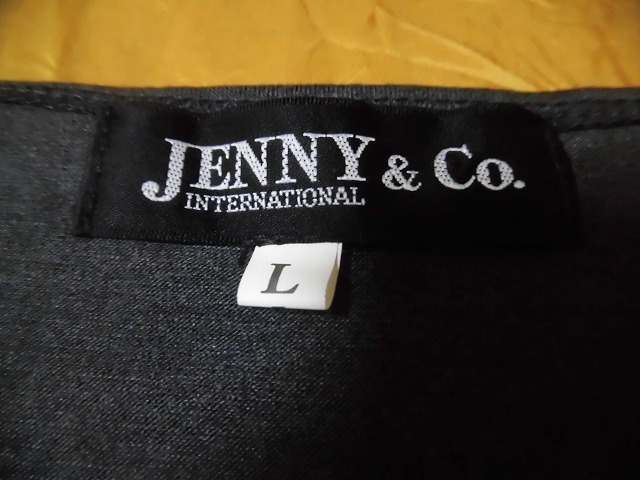 JENNY & Co.
INTERNATIONAL
L